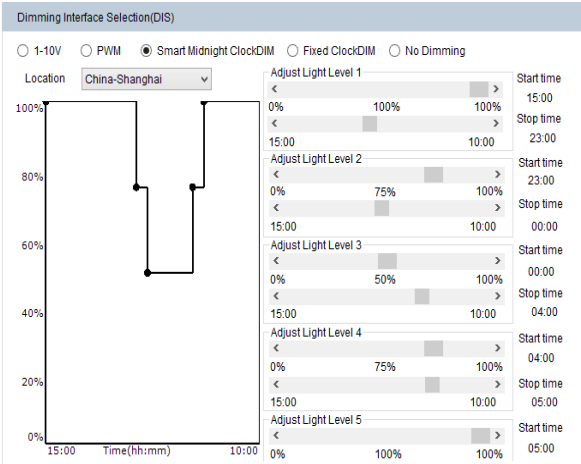 Dimming Interface Selection(DIS)
1-10V PWM Smart Midnight ClockDIM Fixed ClockDIM No Dimming
Location China-Shanghai
100%
80%
60%
40%
20%
0%
15:00 Time(hh:mm) 10:00
Adjust Light Level 1
0% 100% 100%
15:00 10:00
Start time
15:00
Stop time
23:00
Adjust Light Level 2
0% 75% 100%
15:00 10:00
Start time
23:00
Stop time
00:00
Adjust Light Level 3
0% 50% 100%
15:00 10:00
Start time
00:00
Stop time
04:00
Adjust Light Level 4
0% 75% 100%
15:00 10:00
Start time
04:00
Stop time
05:00
Adjust Light Level 5
0% 100% 100%
Start time
05:00